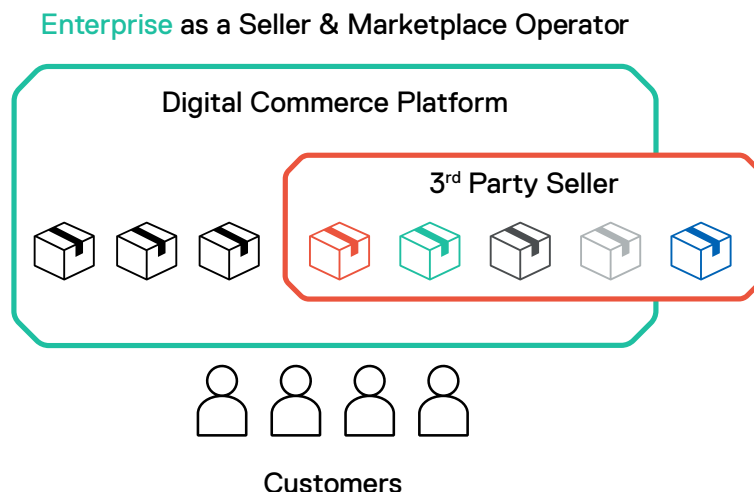 Enterprise as a Seller & Marketplace Operator
Digital Commerce Platform
3rd Party Seller
Customers